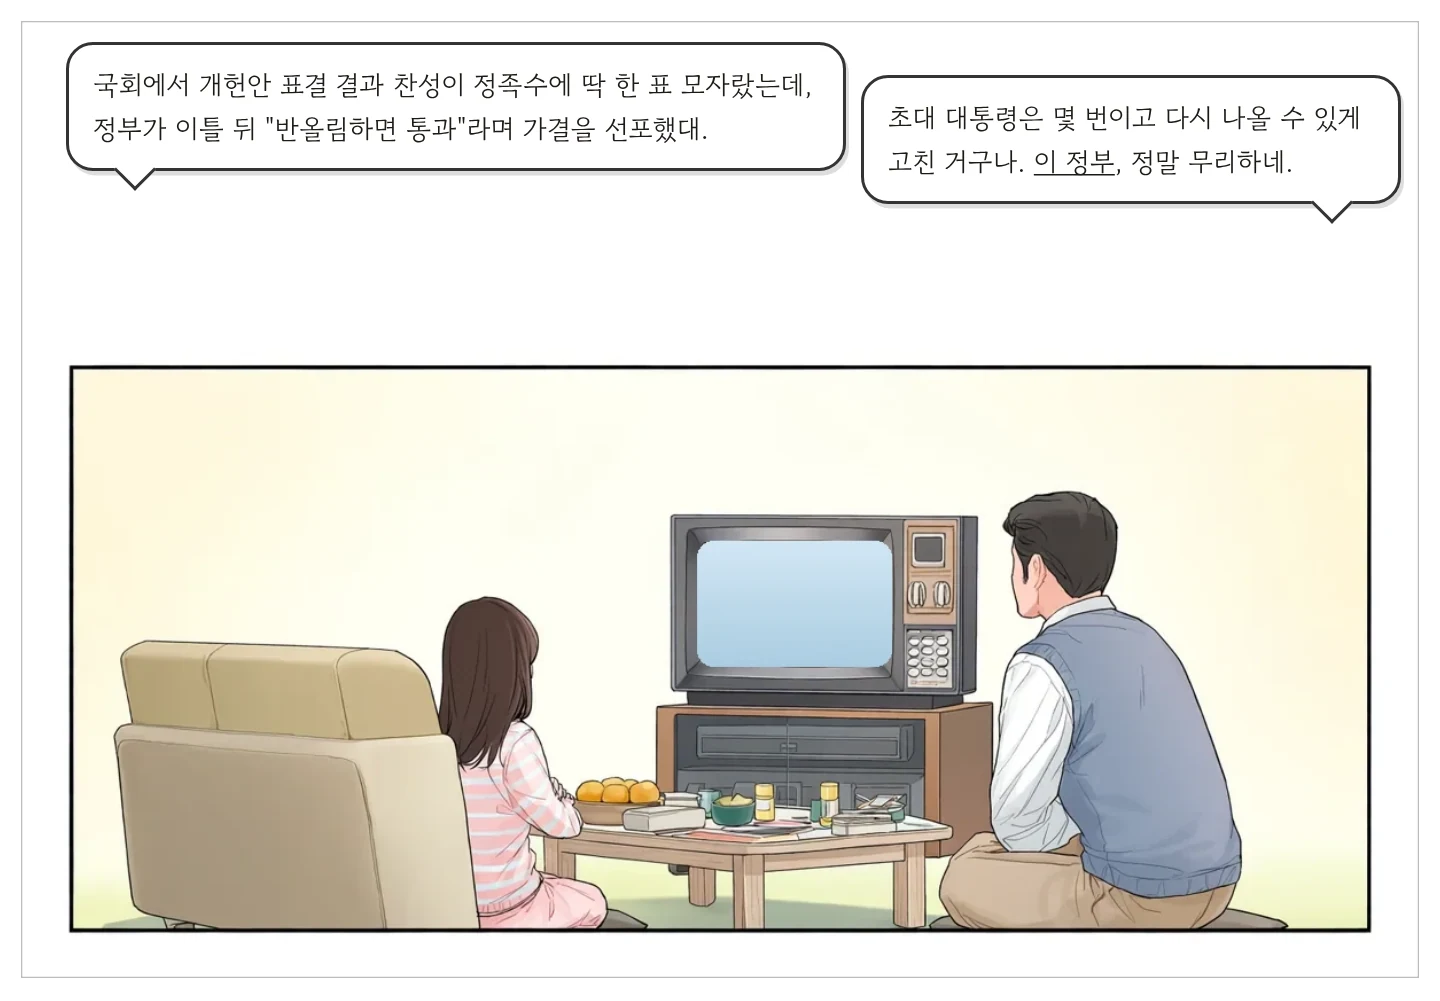 국회에서 개헌안 표결 결과 찬성이 정족수에 딱 한 표 모자랐는데,
정부가 이틀 뒤 "반올림하면 통과"라며 가결을 선포했대.
초대 대통령은 몇 번이고 다시 나올 수 있게
고친 거구나. 이 정부, 정말 무리하네.